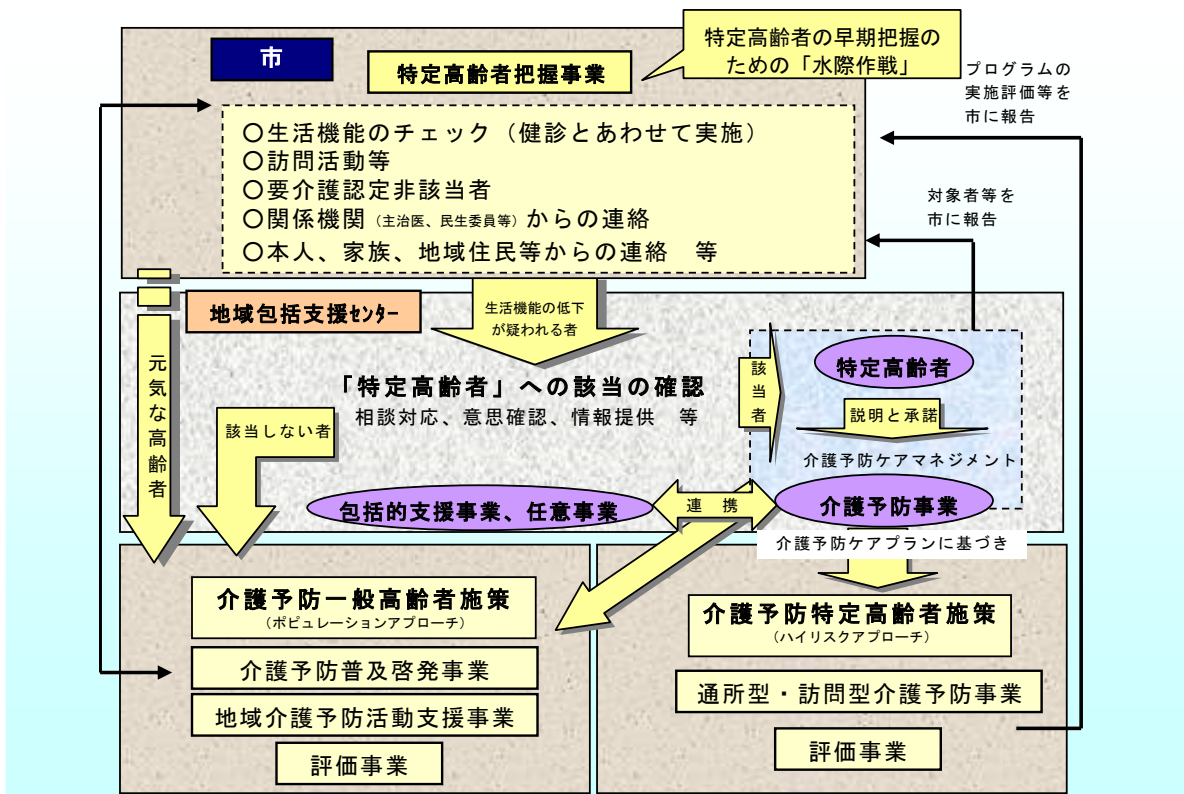 市
特定高齢者把握事業
特定高齢者の早期把握の
ための「水際作戦」
プログラムの
実施評価等を
市に報告
〇生活機能のチェック（健診とあわせて実施）
〇訪問活動等
〇要介護認定非該当者
〇関係機関（主治医、民生委員等）からの連絡
〇本人、家族、地域住民等からの連絡　等
対象者等を
市に報告
地域包括支援ｾﾝﾀｰ
生活機能の低下
が疑われる者
元気な高齢者
「特定高齢者」への該当の確認
相談対応、意思確認、情報提供　等
該当しない者
該当者
特定高齢者
説明と承諾
介護予防ケアマネジメント
包括的支援事業、任意事業
連　携
介護予防事業
介護予防ケアプランに基づき
介護予防一般高齢者施策
（ポピュレーションアプローチ）
介護予防普及啓発事業
地域介護予防活動支援事業
評価事業
介護予防特定高齢者施策
（ハイリスクアプローチ）
通所型・訪問型介護予防事業
評価事業